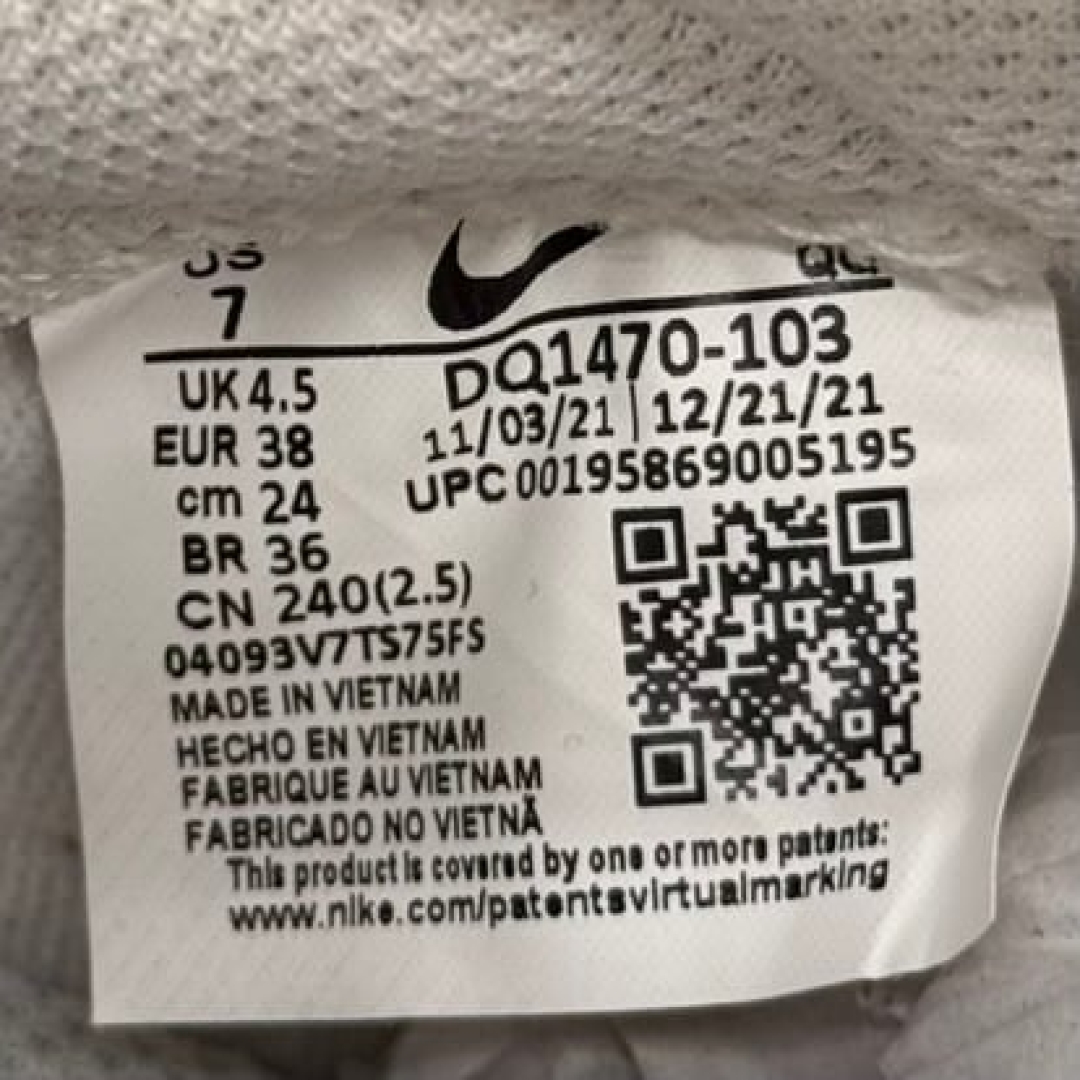 US QC
7
DQ1470-103
UK 4.5
11/03/21 | 12/21/21
EUR 38
UPC 00195869005195
cm 24
BR 36
CN 240(2.5)
04093V7TS75FS
MADE IN VIETNAM
HECHO EN VIETNAM
FABRIQUE AU VIETNAM
FABRICADO NO VIETNÃ
This product is covered by one or more patents:
www.nike.com/patentsvirtualmarking